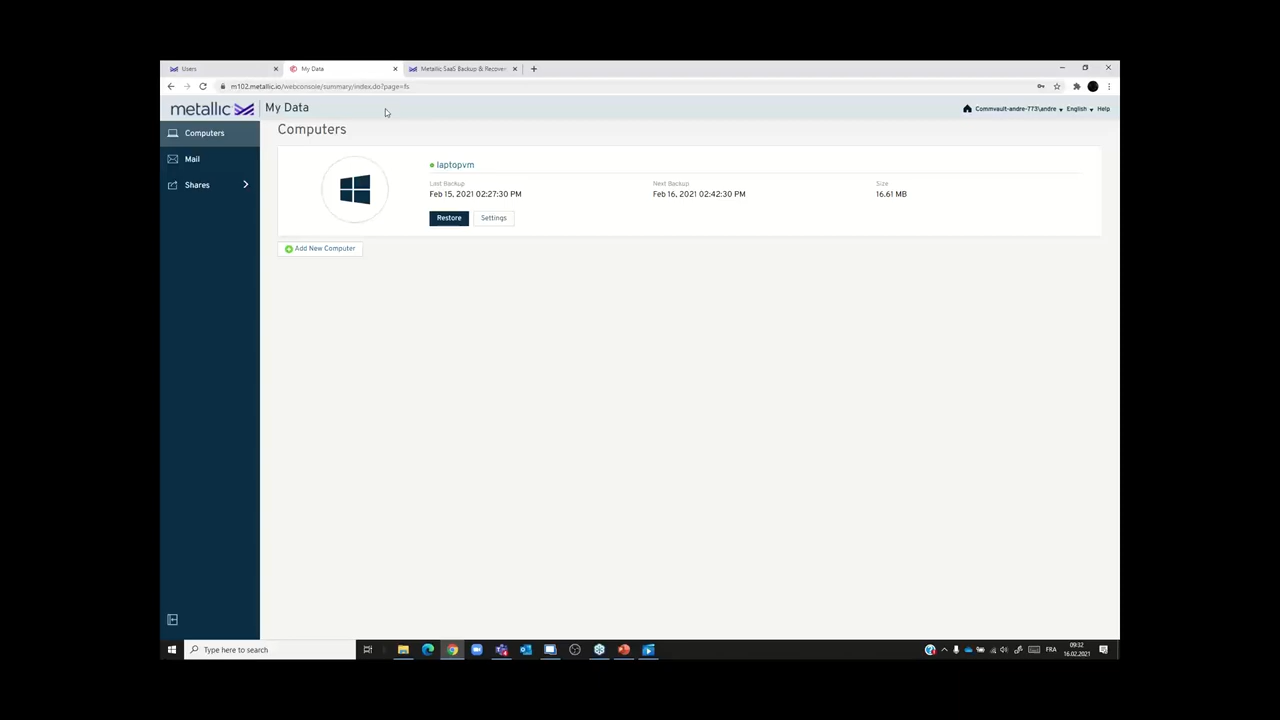 Users
My Data
Metallic SaaS Backup & Recover
m102.metallic.io/webconsole/summary/index.do?page=fs
metallic
My Data
Commvault-andre-773\andre
English
Help
Computers
Mail
Shares
Computers
laptopvm
Last Backup
Next Backup
Size
Feb 15, 2021 02:27:30 PM
Feb 16, 2021 02:42:30 PM
16.61 MB
Restore
Settings
Add New Computer
Type here to search
FRA
09:32
16.02.2021